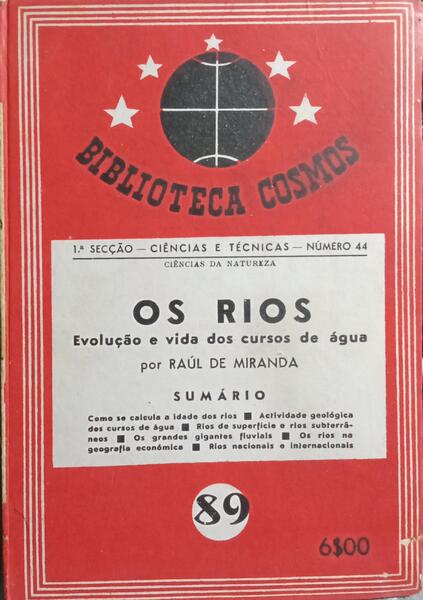 BIBLIOTECA COSMOS
1.ª SECÇÃO — CIÊNCIAS E TÉCNICAS — NÚMERO 44
CIÊNCIAS DA NATUREZA
OS RIOS
Evolução e vida dos cursos de água
por RAÚL DE MIRANDA
SUMÁRIO
Como se calcula a idade dos rios ■ Actividade geológica
dos cursos de água ■ Rios de superfície e rios subterrâ-
neos ■ Os grandes gigantes fluviais ■ Os rios na
geografia económica ■ Rios nacionais e internacionais
89
6$00